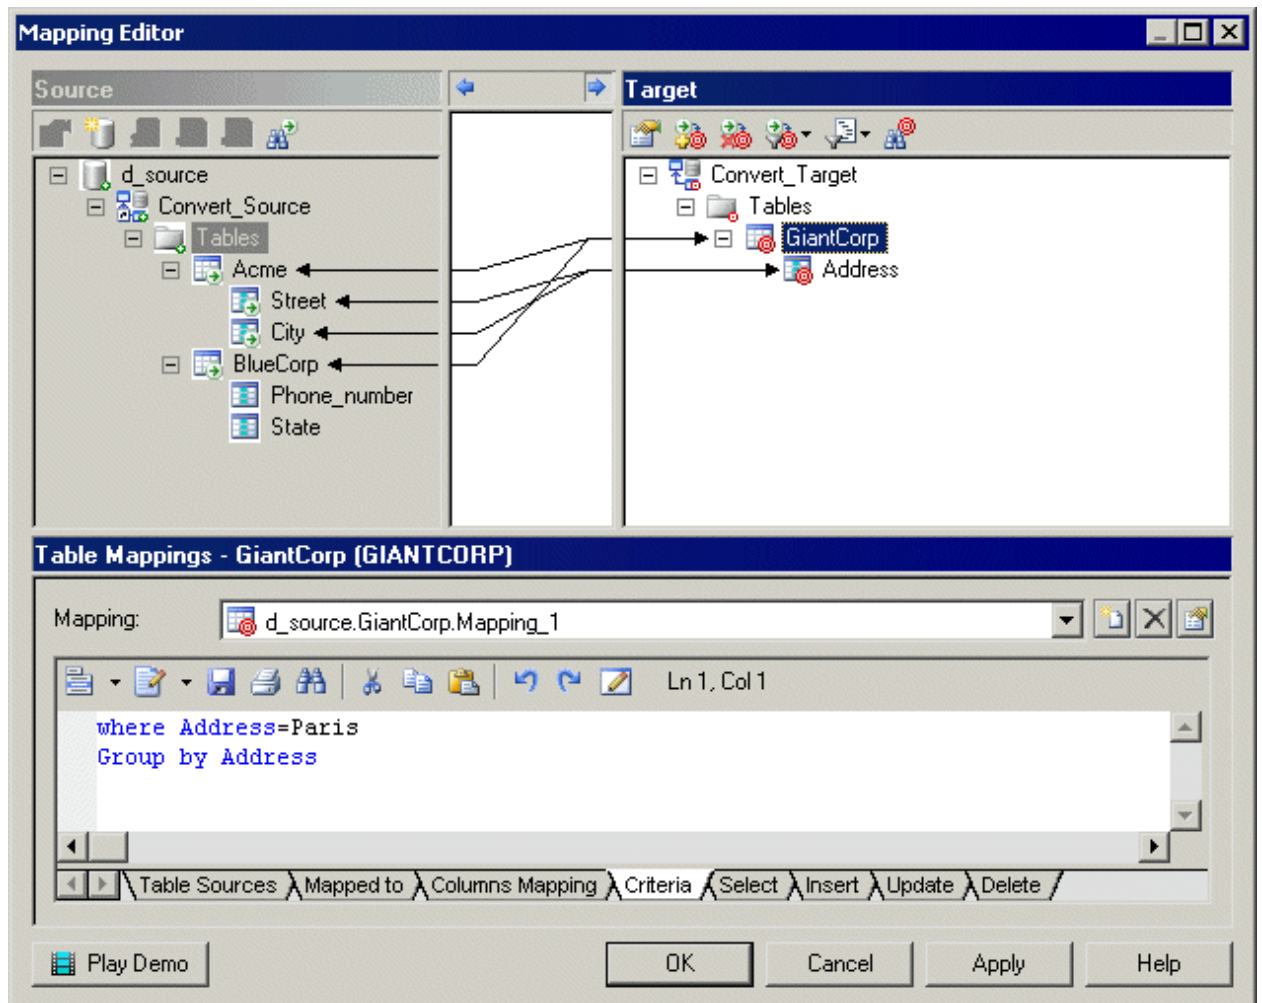 Mapping Editor
Source
Target
d_source
Convert_Source
Tables
Acme
Street
City
BlueCorp
Phone_number
State
Convert_Target
Tables
GiantCorp
Address
Table Mappings - GiantCorp (GIANTCORP)
Mapping:
d_source.GiantCorp.Mapping_1
Ln 1, Col 1
where Address=Paris
Group by Address
Table Sources Mapped to Columns Mapping Criteria Select Insert Update Delete
Play Demo
OK
Cancel
Apply
Help